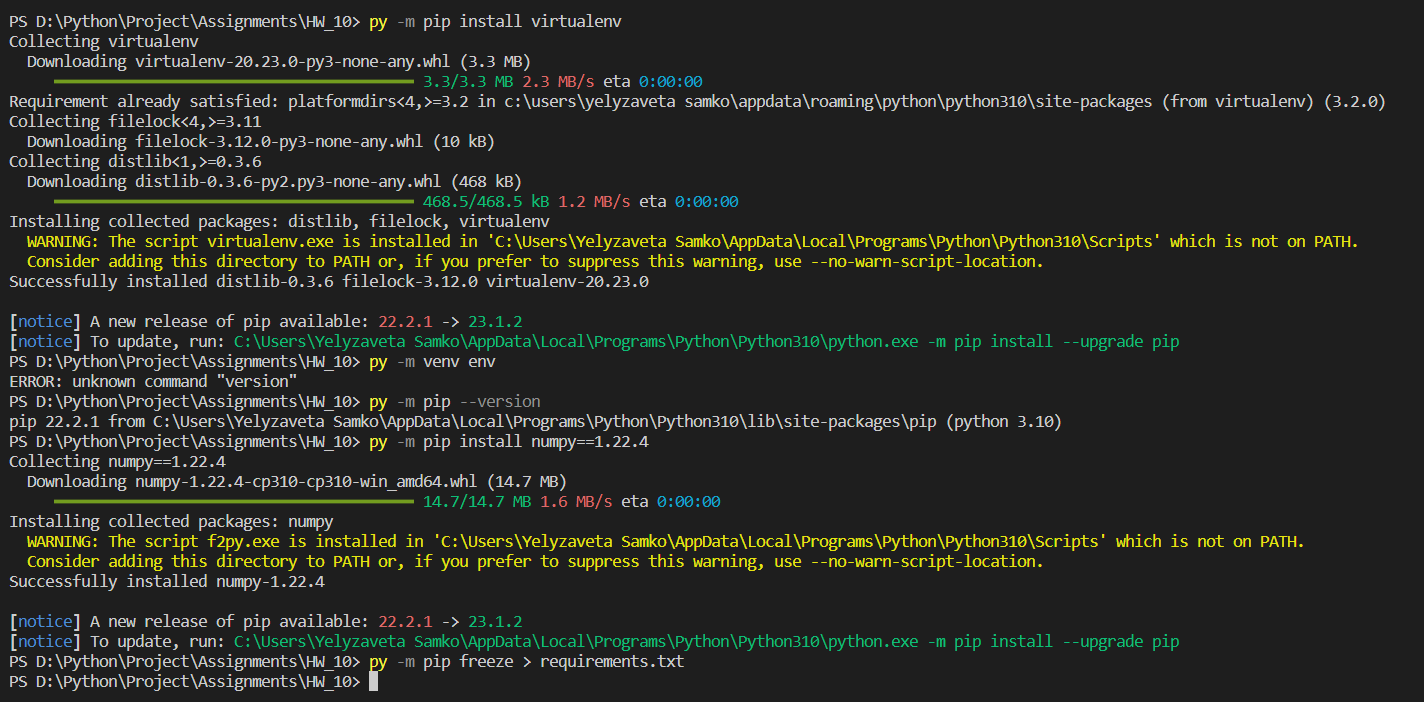 PS D:\Python\Project\Assignments\HW_10> py -m pip install virtualenv
Collecting virtualenv
  Downloading virtualenv-20.23.0-py3-none-any.whl (3.3 MB)
     3.3/3.3 MB 2.3 MB/s eta 0:00:00
Requirement already satisfied: platformdirs<4,>=3.2 in c:\users\yelyzaveta samko\appdata\roaming\python\python310\site-packages (from virtualenv) (3.2.0)
Collecting filelock<4,>=3.11
  Downloading filelock-3.12.0-py3-none-any.whl (10 kB)
Collecting distlib<1,>=0.3.6
  Downloading distlib-0.3.6-py2.py3-none-any.whl (468 kB)
     468.5/468.5 kB 1.2 MB/s eta 0:00:00
Installing collected packages: distlib, filelock, virtualenv
  WARNING: The script virtualenv.exe is installed in 'C:\Users\Yelyzaveta Samko\AppData\Local\Programs\Python\Python310\Scripts' which is not on PATH.
  Consider adding this directory to PATH or, if you prefer to suppress this warning, use --no-warn-script-location.
Successfully installed distlib-0.3.6 filelock-3.12.0 virtualenv-20.23.0

[notice] A new release of pip available: 22.2.1 -> 23.1.2
[notice] To update, run: C:\Users\Yelyzaveta Samko\AppData\Local\Programs\Python\Python310\python.exe -m pip install --upgrade pip
PS D:\Python\Project\Assignments\HW_10> py -m venv env
ERROR: unknown command "version"
PS D:\Python\Project\Assignments\HW_10> py -m pip --version
pip 22.2.1 from C:\Users\Yelyzaveta Samko\AppData\Local\Programs\Python\Python310\lib\site-packages\pip (python 3.10)
PS D:\Python\Project\Assignments\HW_10> py -m pip install numpy==1.22.4
Collecting numpy==1.22.4
  Downloading numpy-1.22.4-cp310-cp310-win_amd64.whl (14.7 MB)
     14.7/14.7 MB 1.6 MB/s eta 0:00:00
Installing collected packages: numpy
  WARNING: The script f2py.exe is installed in 'C:\Users\Yelyzaveta Samko\AppData\Local\Programs\Python\Python310\Scripts' which is not on PATH.
  Consider adding this directory to PATH or, if you prefer to suppress this warning, use --no-warn-script-location.
Successfully installed numpy-1.22.4

[notice] A new release of pip available: 22.2.1 -> 23.1.2
[notice] To update, run: C:\Users\Yelyzaveta Samko\AppData\Local\Programs\Python\Python310\python.exe -m pip install --upgrade pip
PS D:\Python\Project\Assignments\HW_10> py -m pip freeze > requirements.txt
PS D:\Python\Project\Assignments\HW_10>